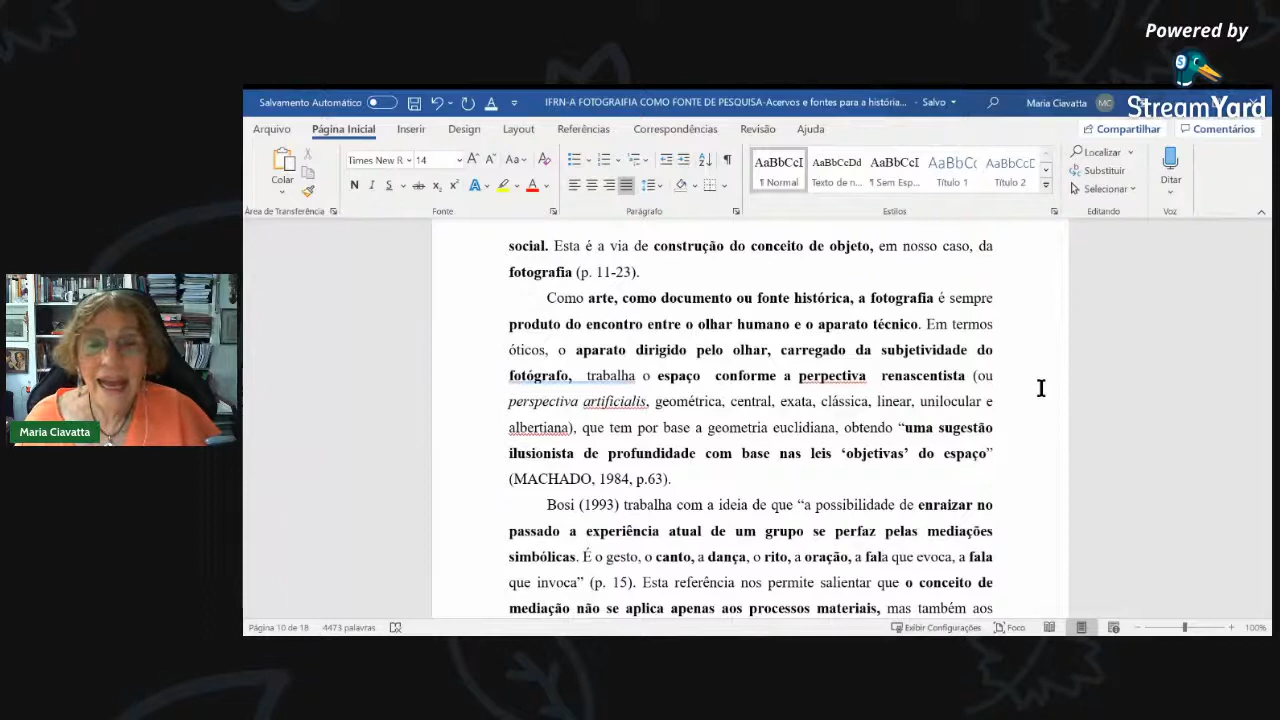 Powered by
StreamYard
Salvamento Automático
IFRN-A FOTOGRAIFIA COMO FONTE DE PESQUISA-Acervos e fontes para a história... - Salvo
Maria Ciavatta MC
Arquivo Página Inicial Inserir Design Layout Referências Correspondências Revisão Ajuda
Compartilhar Comentários
Colar
Times New R 14
AaBbCcI AaBbCcDd AaBbCcI AaBbCc AaBbCcC
¶ Normal Texto de n... ¶ Sem Esp... Título 1 Título 2
Localizar
Substituir
Selecionar
Ditar
Área de Transferência Fonte Parágrafo Estilos Editando Voz
social. Esta é a via de construção do conceito de objeto, em nosso caso, da
fotografia (p. 11-23).
Como arte, como documento ou fonte histórica, a fotografia é sempre
produto do encontro entre o olhar humano e o aparato técnico. Em termos
óticos, o aparato dirigido pelo olhar, carregado da subjetividade do
fotógrafo, trabalha o espaço conforme a perpectiva renascentista (ou
perspectiva artificialis, geométrica, central, exata, clássica, linear, unilocular e
albertiana), que tem por base a geometria euclidiana, obtendo “uma sugestão
ilusionista de profundidade com base nas leis ‘objetivas’ do espaço”
(MACHADO, 1984, p.63).
Bosi (1993) trabalha com a ideia de que “a possibilidade de enraizar no
passado a experiência atual de um grupo se perfaz pelas mediações
simbólicas. É o gesto, o canto, a dança, o rito, a oração, a fala que evoca, a fala
que invoca” (p. 15). Esta referência nos permite salientar que o conceito de
mediação não se aplica apenas aos processos materiais, mas também aos
Maria Ciavatta
Página 10 de 18 4473 palavras
Exibir Configurações Foco
100%